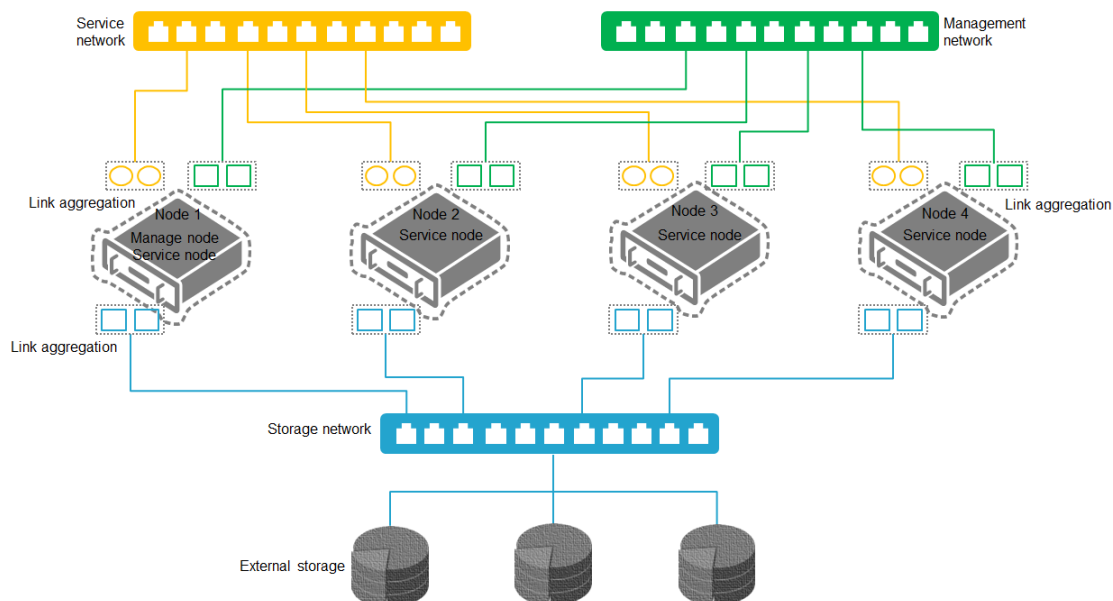 Service
network
Management
network
Link aggregation
Node 1
Manage node
Service node
Node 2
Service node
Node 3
Service node
Node 4
Service node
Link aggregation
Link aggregation
Storage network
External storage